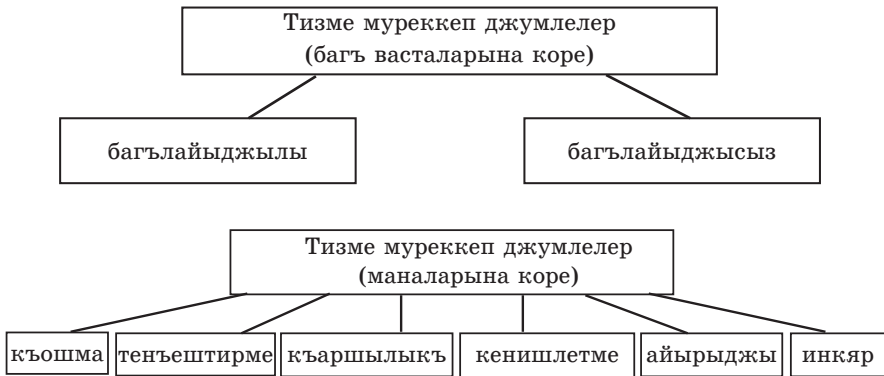 Тизме муреккеп джумлелер
(багъ васталарына коре)
багълайыджылы
багълайыджысыз
Тизме муреккеп джумлелер
(маналарына коре)
къошма
тенъештирме
къаршылыкъ
кенишлетме
айырыджы
инкяр